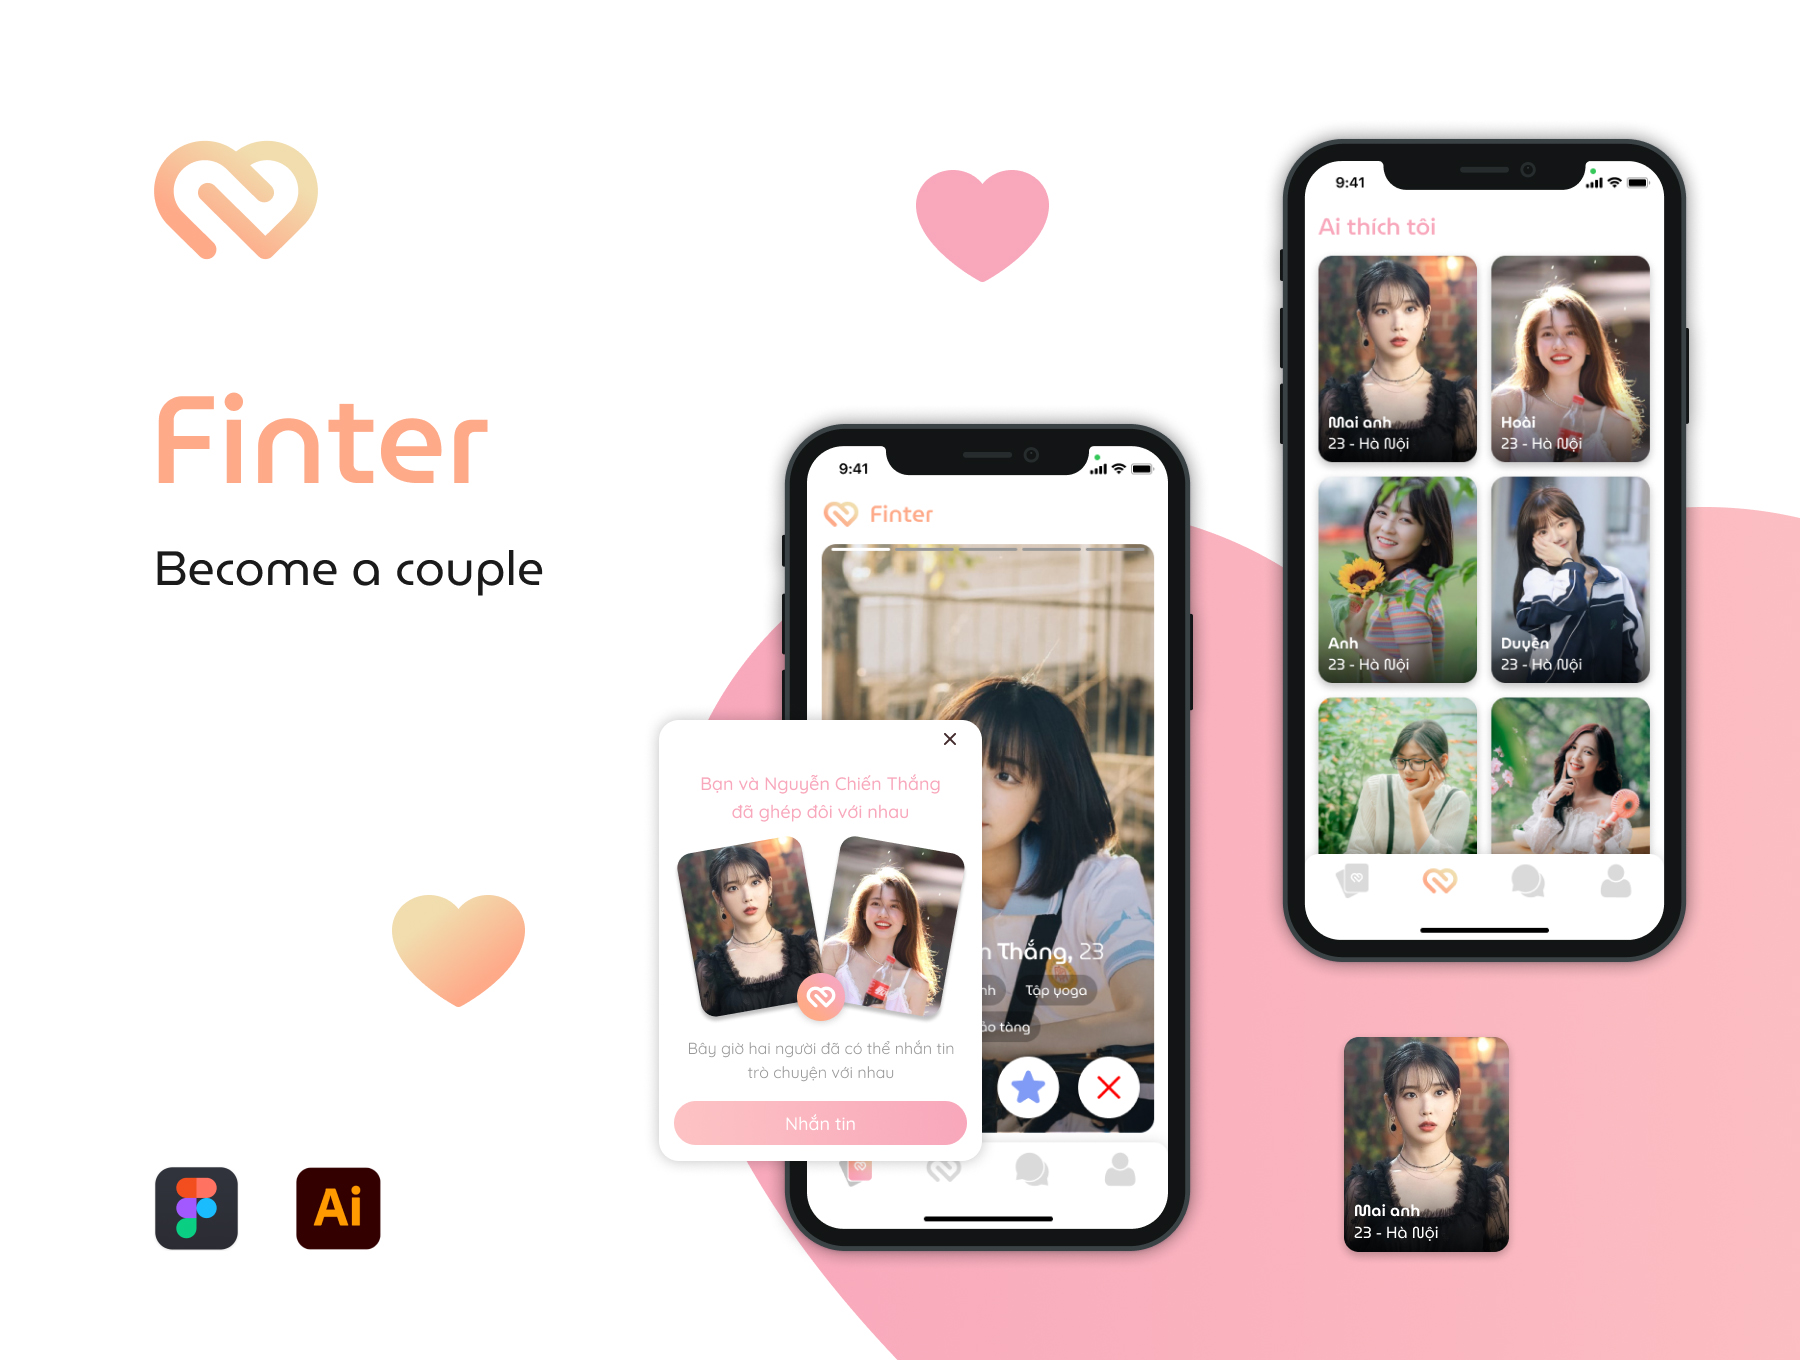 Finter
Become a couple
Ai
9:41
Finter
Thắng, 23
Tập yoga
tàng
Bạn và Nguyễn Chiến Thắng
đã ghép đôi với nhau
Bây giờ hai người đã có thể nhắn tin
trò chuyện với nhau
Nhắn tin
9:41
Ai thích tôi
Mai anh
23 - Hà Nội
Hoài
23 - Hà Nội
Anh
23 - Hà Nội
Duyên
23 - Hà Nội
Mai anh
23 - Hà Nội